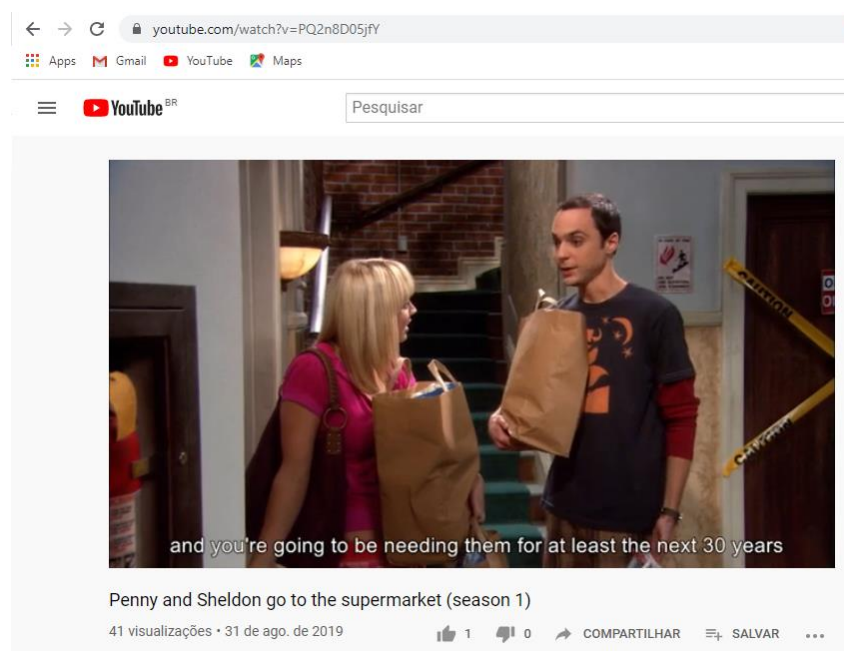 youtube.com/watch?v=PQ2n8D05jfY
Apps Gmail YouTube Maps
YouTube BR
Pesquisar
CAUTION
CAUTION
and you're going to be needing them for at least the next 30 years
Penny and Sheldon go to the supermarket (season 1)
41 visualizações • 31 de ago. de 2019 1 0 COMPARTILHAR SALVAR